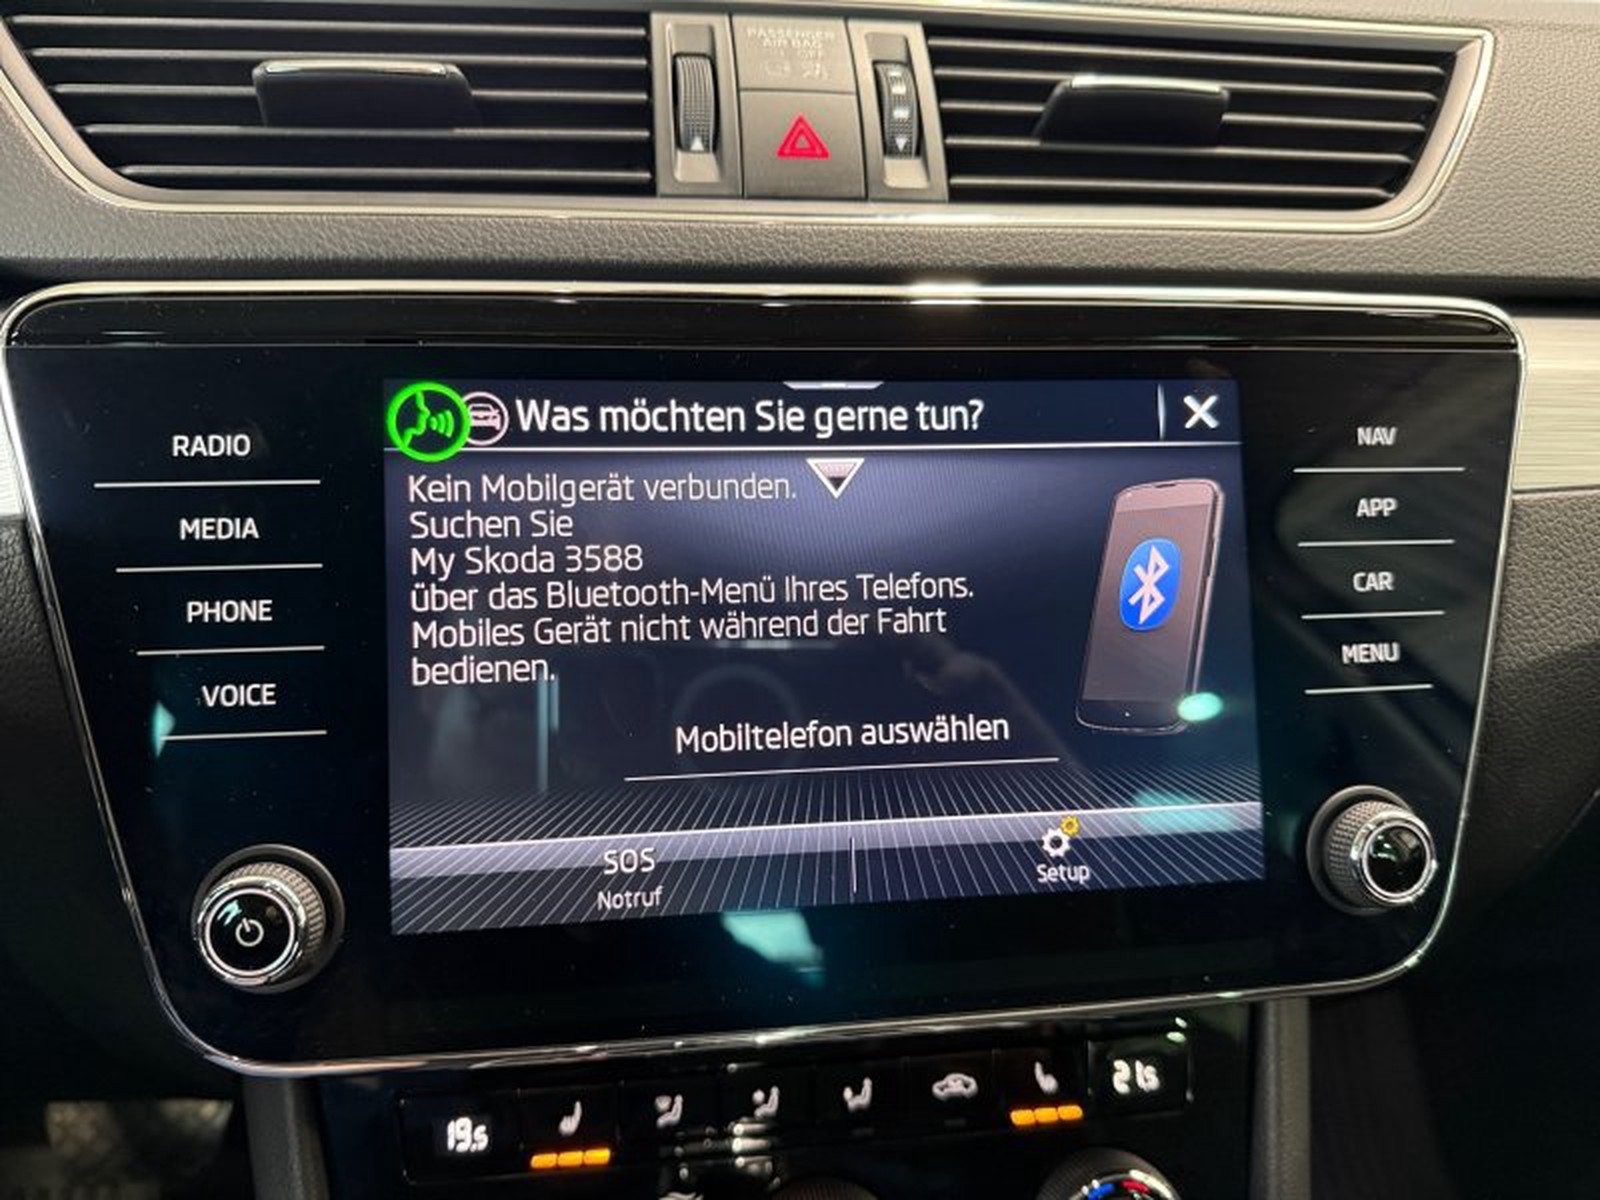 PASSENGER
AIR BAG
OFF
Was möchten Sie gerne tun?
RADIO
MEDIA
PHONE
VOICE
Kein Mobilgerät verbunden.
Suchen Sie
My Skoda 3588
über das Bluetooth-Menü Ihres Telefons.
Mobiles Gerät nicht während der Fahrt
bedienen.
Mobiltelefon auswählen
SOS
Notruf
Setup
NAV
APP
CAR
MENU
19.5
21.5